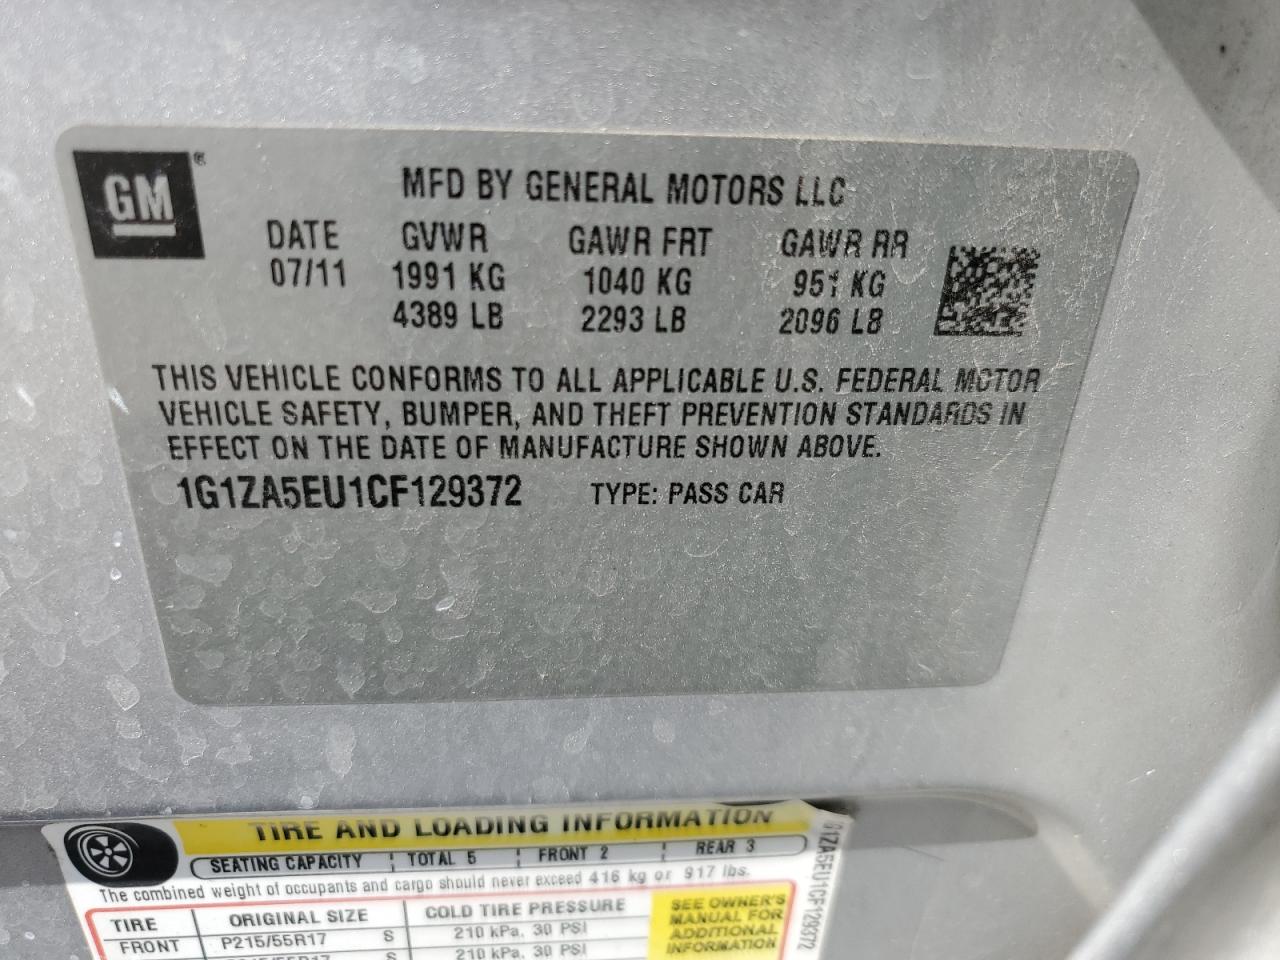 GM®
MFD BY GENERAL MOTORS LLC
DATE GVWR GAWR FRT GAWR RR
07/11 1991 KG 1040 KG 951 KG
4389 LB 2293 LB 2096 LB
THIS VEHICLE CONFORMS TO ALL APPLICABLE U.S. FEDERAL MOTOR
VEHICLE SAFETY, BUMPER, AND THEFT PREVENTION STANDARDS IN
EFFECT ON THE DATE OF MANUFACTURE SHOWN ABOVE.
1G1ZA5EU1CF129372 TYPE: PASS CAR
TIRE AND LOADING INFORMATION
SEATING CAPACITY TOTAL 5 FRONT 2 REAR 3
The combined weight of occupants and cargo should never exceed 416 kg or 917 lbs.
TIRE ORIGINAL SIZE COLD TIRE PRESSURE
FRONT P215/55R17 S 210 kPa, 30 PSI
P215/55R17 S 210 kPa, 30 PSI
SEE OWNER'S
MANUAL FOR
ADDITIONAL
INFORMATION
G1ZA5EU1CF129372